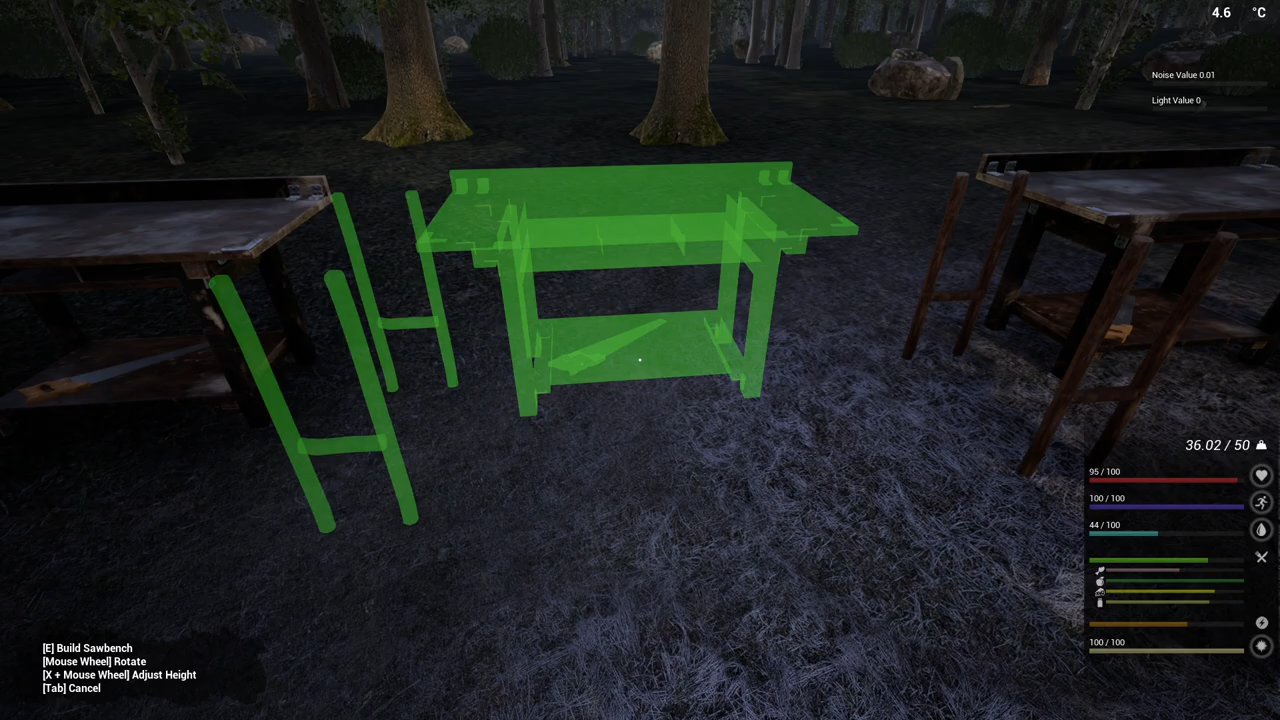 4.6 °C
Noise Value 0.01
Light Value 0
36.02 / 50
95 / 100
100 / 100
44 / 100
100 / 100
[E] Build Sawbench
[Mouse Wheel] Rotate
[X + Mouse Wheel] Adjust Height
[Tab] Cancel